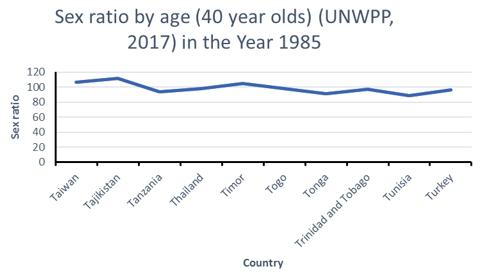 Sex ratio by age (40 year olds) (UNWPP,
2017) in the Year 1985
120
100
80
60
40
20
0
Sex ratio
Taiwan
Tajikistan
Tanzania
Thailand
Timor
Togo
Tonga
Trinidad and Tobago
Tunisia
Turkey
Country